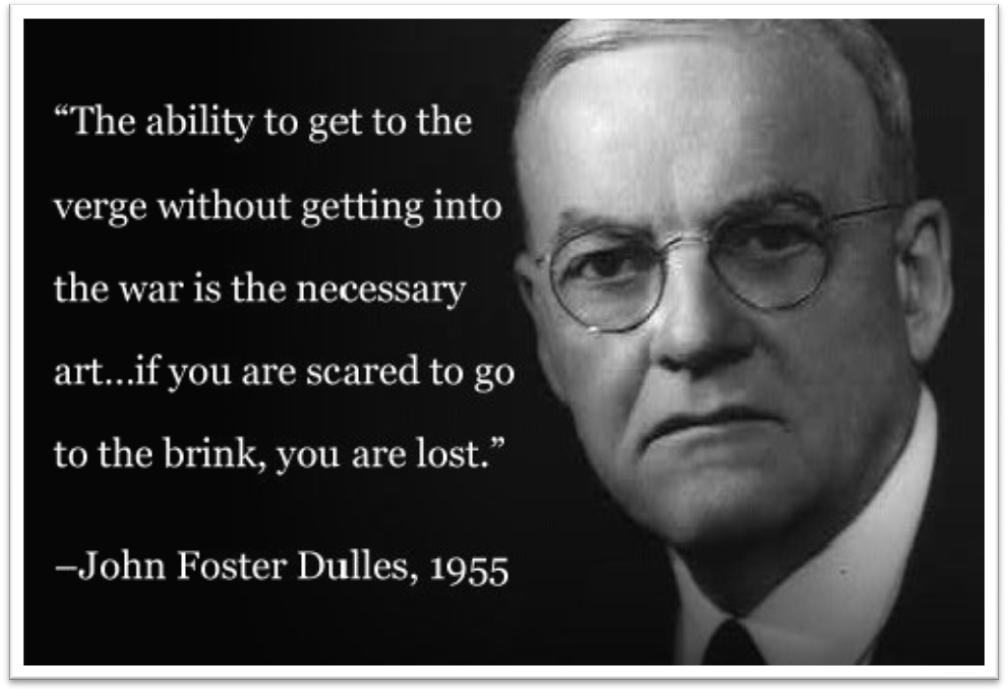 “The ability to get to the
verge without getting into
the war is the necessary
art...if you are scared to go
to the brink, you are lost.”
–John Foster Dulles, 1955